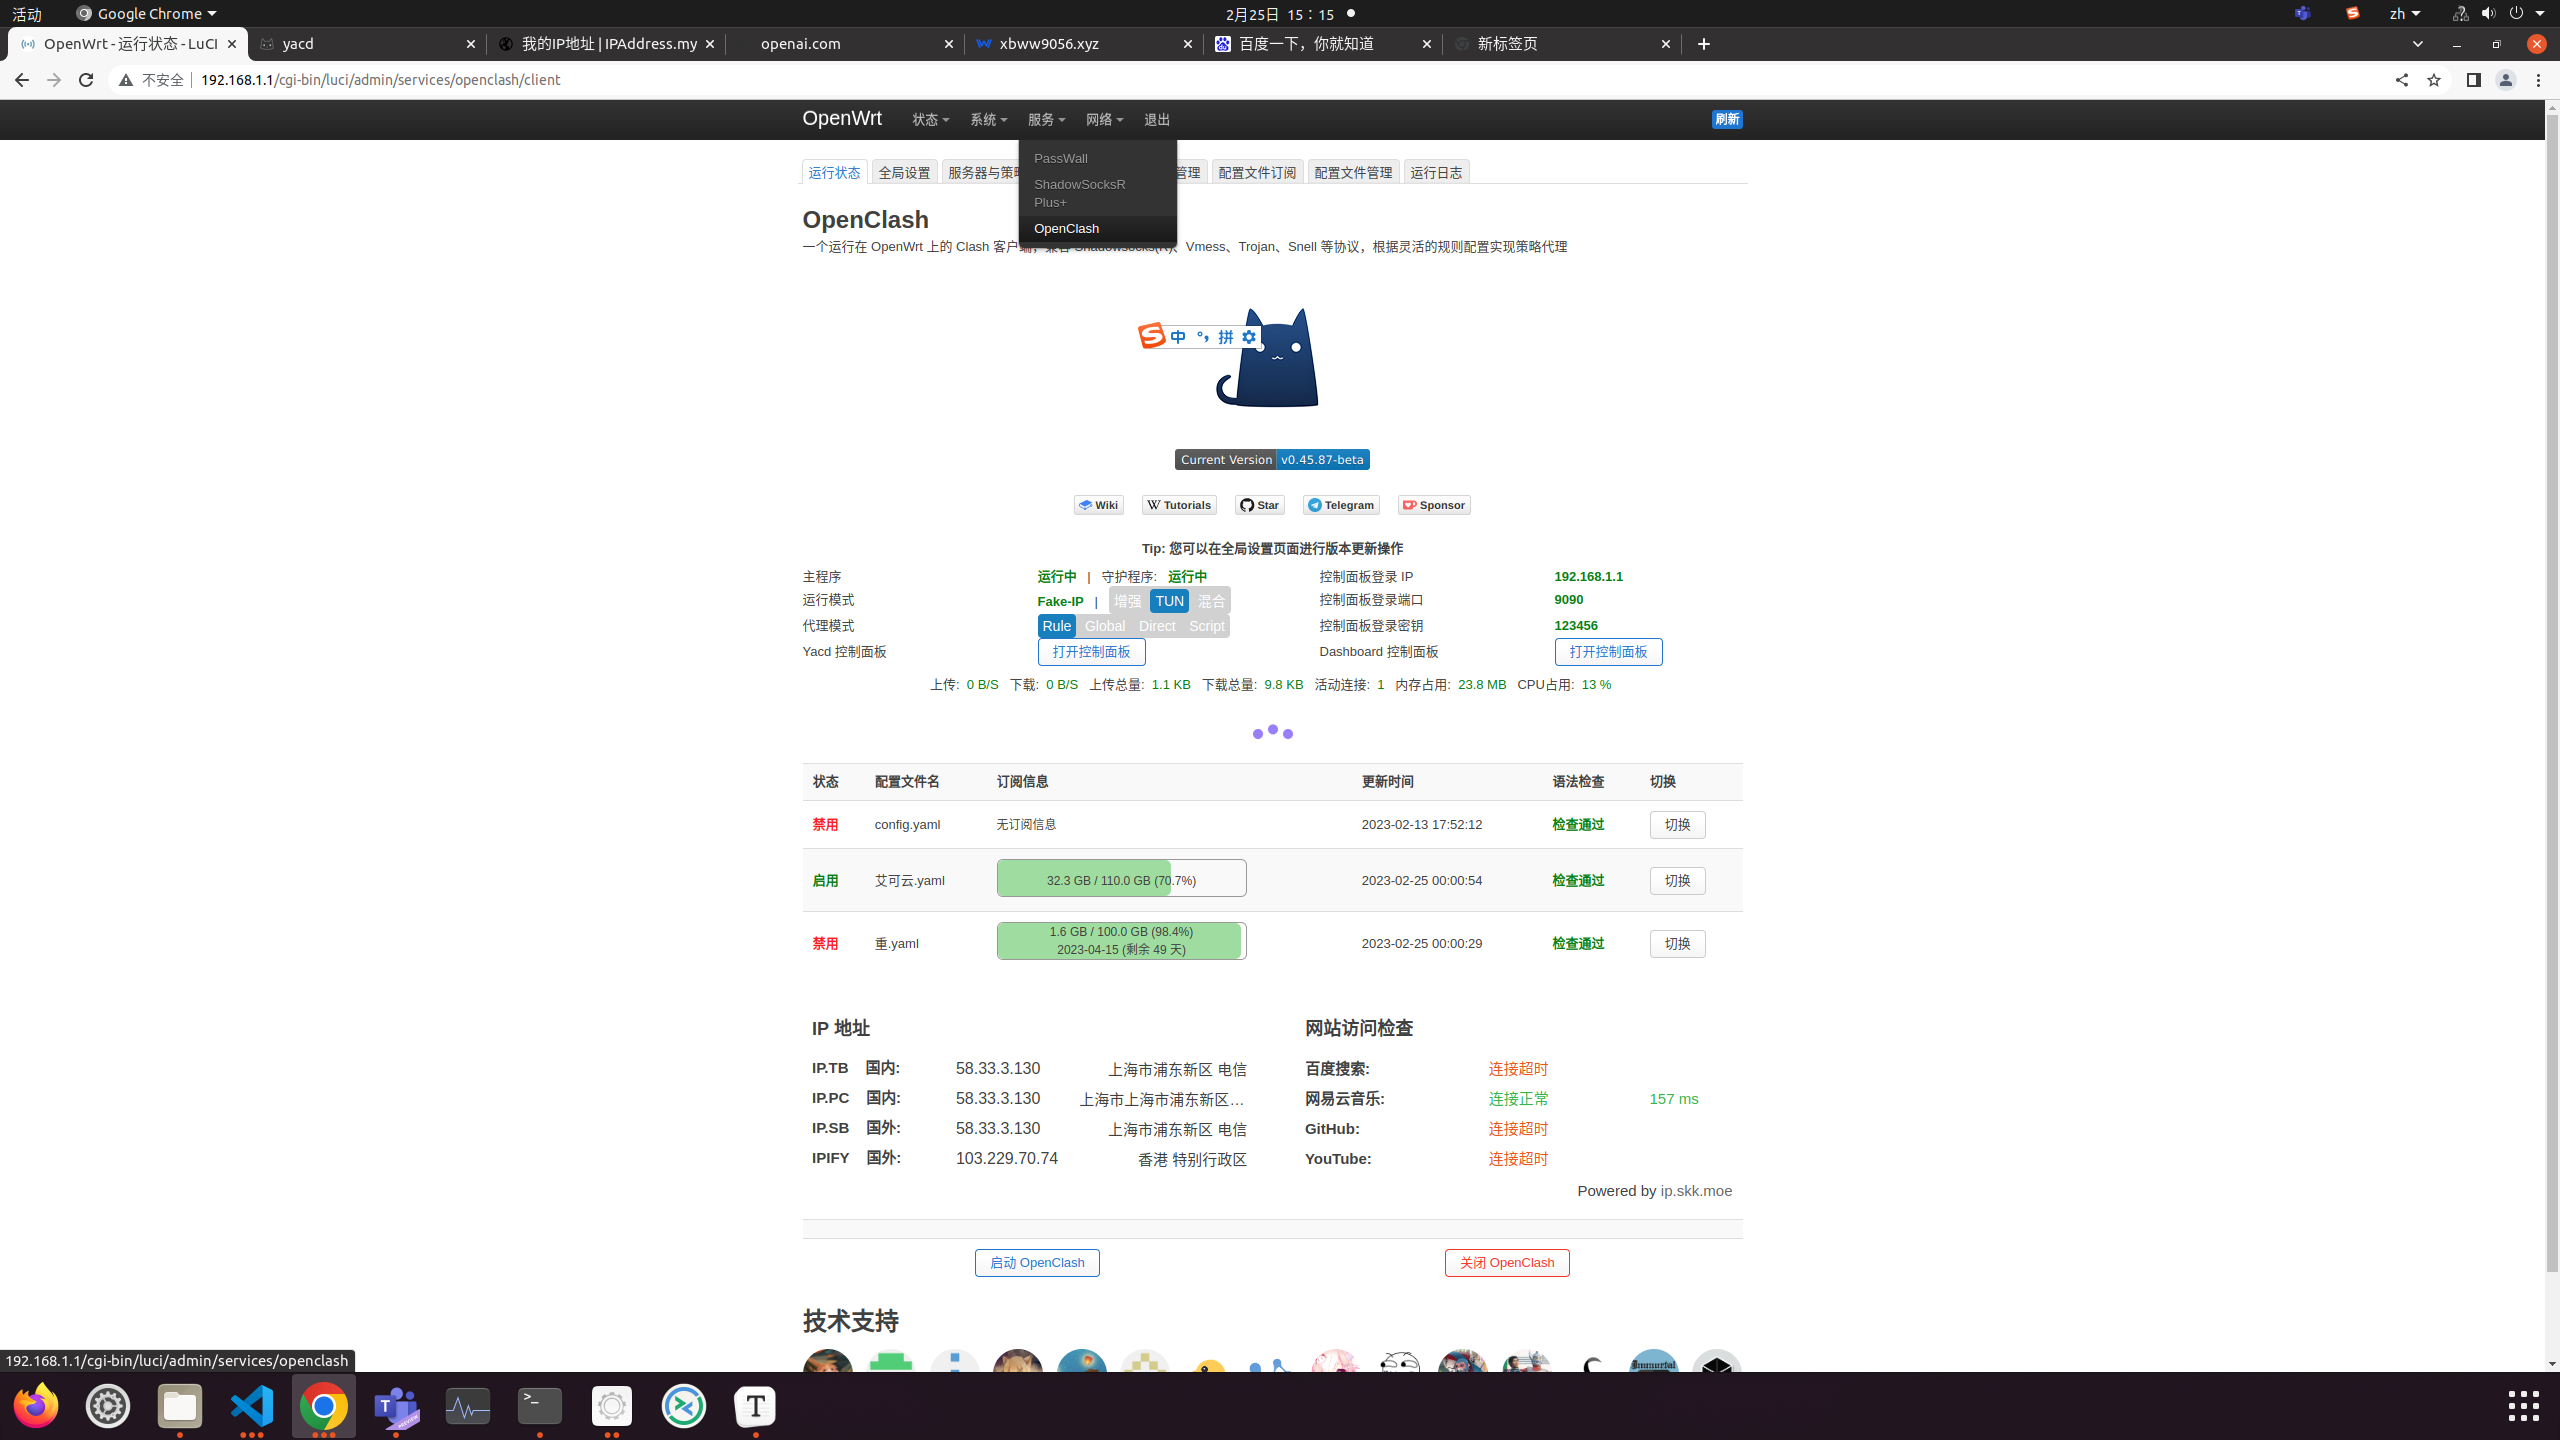 活动
Google Chrome
2月25日 15：15
zh
OpenWrt - 运行状态 - LuCI
yacd
我的IP地址 | IPAddress.my
openai.com
xbww9056.xyz
百度一下，你就知道
新标签页
不安全
192.168.1.1/cgi-bin/luci/admin/services/openclash/client
OpenWrt
状态
系统
服务
网络
退出
刷新
PassWall
ShadowSocksR
Plus+
OpenClash
运行状态
全局设置
服务器与策略
管理
配置文件订阅
配置文件管理
运行日志
OpenClash
一个运行在 OpenWrt 上的 Clash 客户端，兼容 Shadowsocks(R)、Vmess、Trojan、Snell 等协议，根据灵活的规则配置实现策略代理
中 °, 拼
Current Version v0.45.87-beta
Wiki
Tutorials
Star
Telegram
Sponsor
Tip: 您可以在全局设置页面进行版本更新操作
主程序
运行中 | 守护程序: 运行中
控制面板登录 IP
192.168.1.1
运行模式
Fake-IP | 增强 TUN 混合
控制面板登录端口
9090
代理模式
Rule Global Direct Script
控制面板登录密钥
123456
Yacd 控制面板
打开控制面板
Dashboard 控制面板
打开控制面板
上传: 0 B/S 下载: 0 B/S 上传总量: 1.1 KB 下载总量: 9.8 KB 活动连接: 1 内存占用: 23.8 MB CPU占用: 13 %
状态 配置文件名 订阅信息 更新时间 语法检查 切换
禁用 config.yaml 无订阅信息 2023-02-13 17:52:12 检查通过 切换
启用 艾可云.yaml 32.3 GB / 110.0 GB (70.7%) 2023-02-25 00:00:54 检查通过 切换
1.6 GB / 100.0 GB (98.4%)
禁用 重.yaml 2023-02-25 00:00:29 检查通过 切换
2023-04-15 (剩余 49 天)
IP 地址
IP.TB 国内: 58.33.3.130 上海市浦东新区 电信
IP.PC 国内: 58.33.3.130 上海市上海市浦东新区…
IP.SB 国外: 58.33.3.130 上海市浦东新区 电信
IPIFY 国外: 103.229.70.74 香港 特别行政区
网站访问检查
百度搜索: 连接超时
网易云音乐: 连接正常 157 ms
GitHub: 连接超时
YouTube: 连接超时
Powered by ip.skk.moe
启动 OpenClash
关闭 OpenClash
技术支持
Immortal
192.168.1.1/cgi-bin/luci/admin/services/openclash